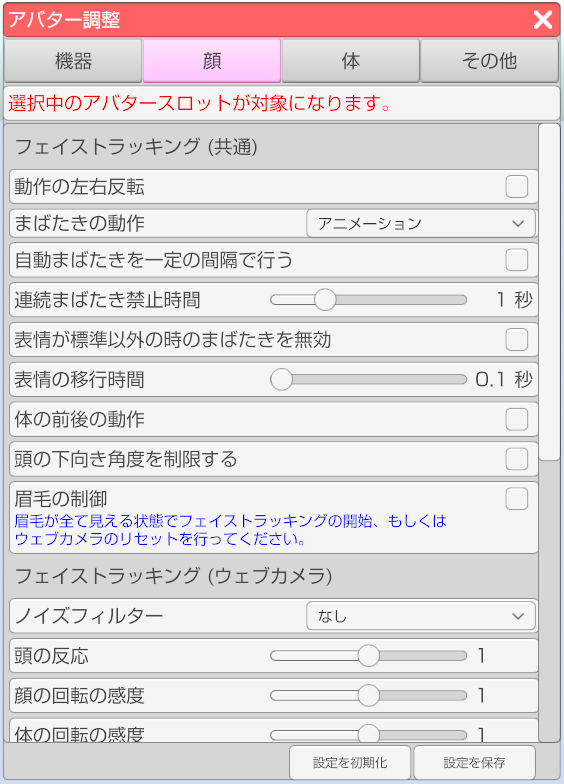 アバター調整
機器
顔
体
その他
選択中のアバタースロットが対象になります。
フェイストラッキング (共通)
動作の左右反転
まばたきの動作 アニメーション
自動まばたきを一定の間隔で行う
連続まばたき禁止時間 1 秒
表情が標準以外の時のまばたきを無効
表情の移行時間 0.1 秒
体の前後の動作
頭の下向き角度を制限する
眉毛の制御
眉毛が全て見える状態でフェイストラッキングの開始、もしくは
ウェブカメラのリセットを行ってください。
フェイストラッキング (ウェブカメラ)
ノイズフィルター なし
頭の反応 1
顔の回転の感度 1
体の回転の感度 1
設定を初期化
設定を保存